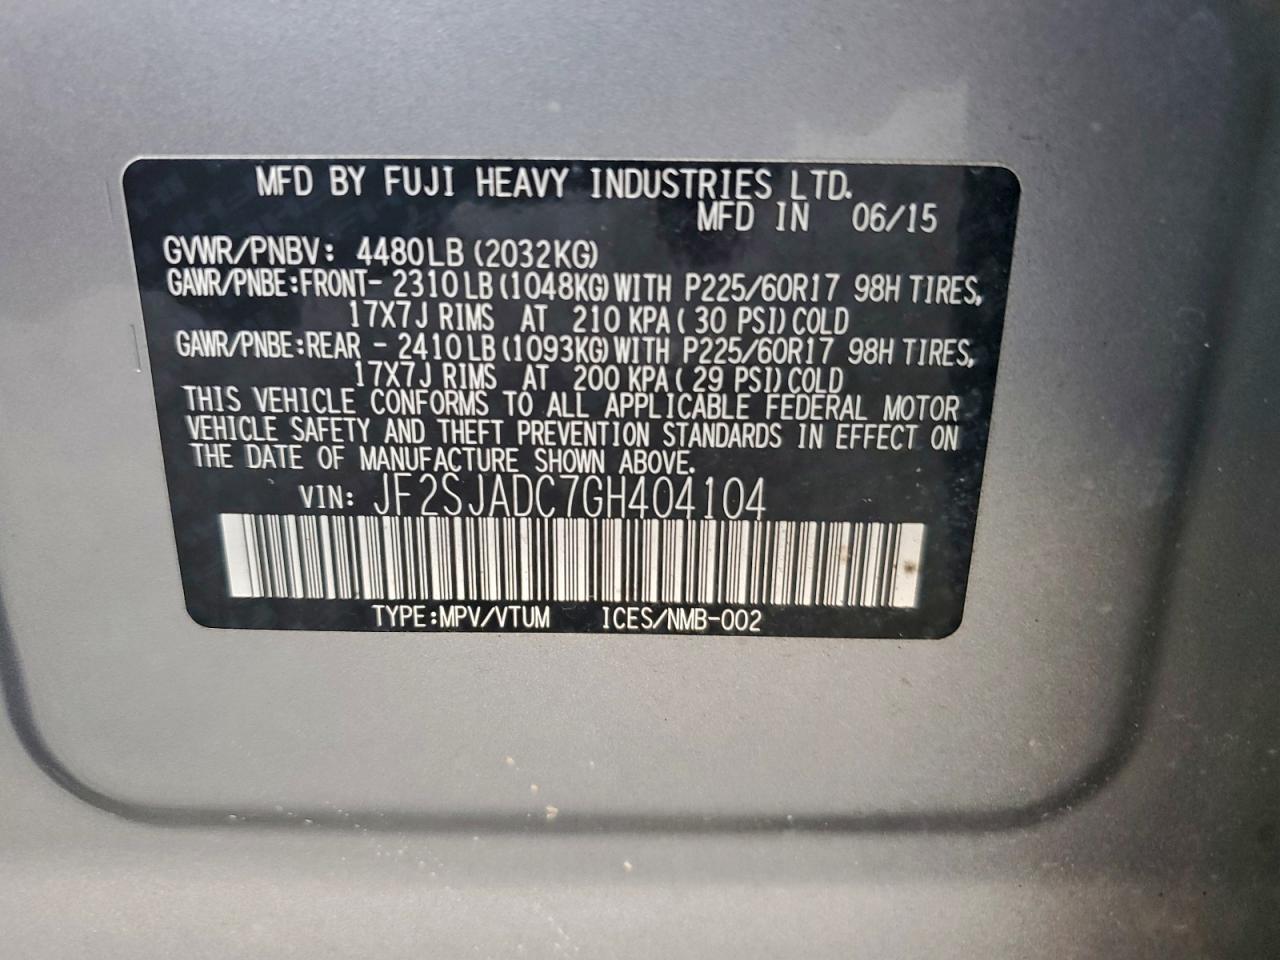 MFD BY FUJI HEAVY INDUSTRIES LTD.
MFD IN 06/15
GVWR/PNBV: 4480LB (2032KG)
GAWR/PNBE:FRONT- 2310LB (1048KG) WITH P225/60R17 98H TIRES,
17X7J RIMS AT 210 KPA ( 30 PSI) COLD
GAWR/PNBE:REAR - 2410LB (1093KG) WITH P225/60R17 98H TIRES,
17X7J RIMS AT 200 KPA ( 29 PSI) COLD
THIS VEHICLE CONFORMS TO ALL APPLICABLE FEDERAL MOTOR
VEHICLE SAFETY AND THEFT PREVENTION STANDARDS IN EFFECT ON
THE DATE OF MANUFACTURE SHOWN ABOVE.
VIN: JF2SJADC7GH404104
TYPE:MPV/VTUM ICES/NMB-002